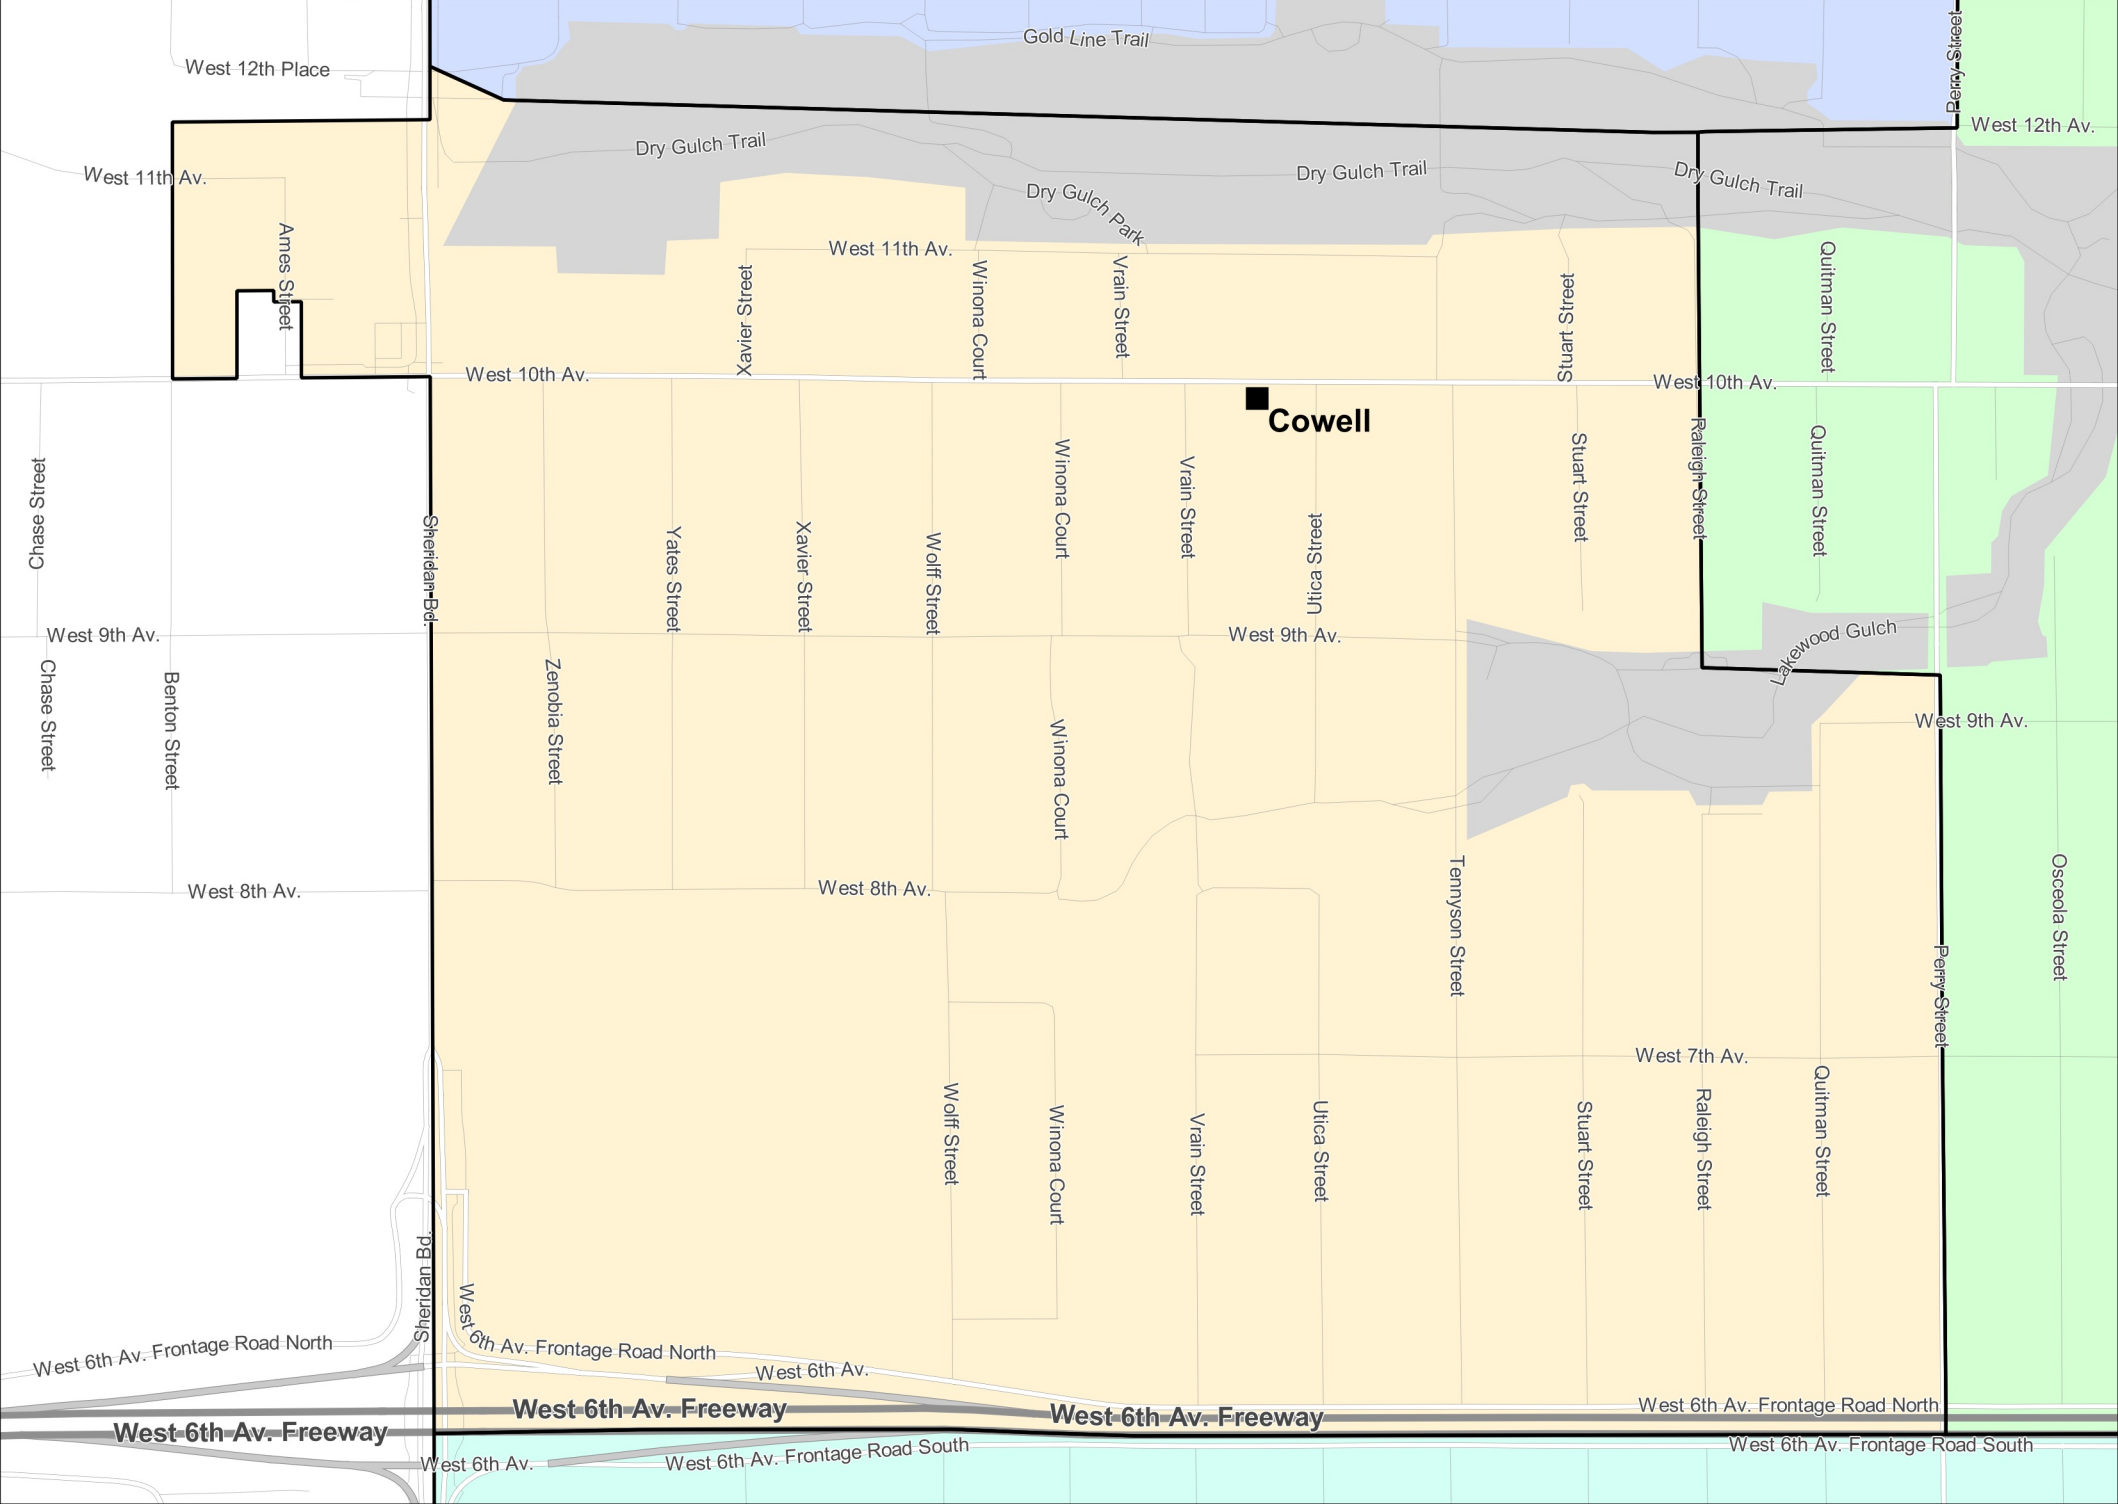 Gold Line Trail
West 12th Place
Perry Street
West 12th Av.
Dry Gulch Trail
Dry Gulch Trail
Dry Gulch Trail
West 11th Av.
Dry Gulch Park
West 11th Av.
Ames Street
Xavier Street
Winona Court
Vrain Street
Stuart Street
Quitman Street
West 10th Av.
West 10th Av.
Cowell
Chase Street
Sheridan Bd.
Yates Street
Xavier Street
Wolff Street
Winona Court
Vrain Street
Utica Street
Stuart Street
Raleigh Street
Quitman Street
West 9th Av.
West 9th Av.
Lakewood Gulch
Chase Street
Benton Street
Zenobia Street
Winona Court
West 9th Av.
West 8th Av.
West 8th Av.
Tennyson Street
Perry Street
Osceola Street
West 7th Av.
Wolff Street
Winona Court
Vrain Street
Utica Street
Stuart Street
Raleigh Street
Quitman Street
Sheridan Bd.
West 6th Av. Frontage Road North
West 6th Av. Frontage Road North
West 6th Av.
West 6th Av. Freeway
West 6th Av. Freeway
West 6th Av. Frontage Road North
West 6th Av. Freeway
West 6th Av.
West 6th Av. Frontage Road South
West 6th Av. Frontage Road South